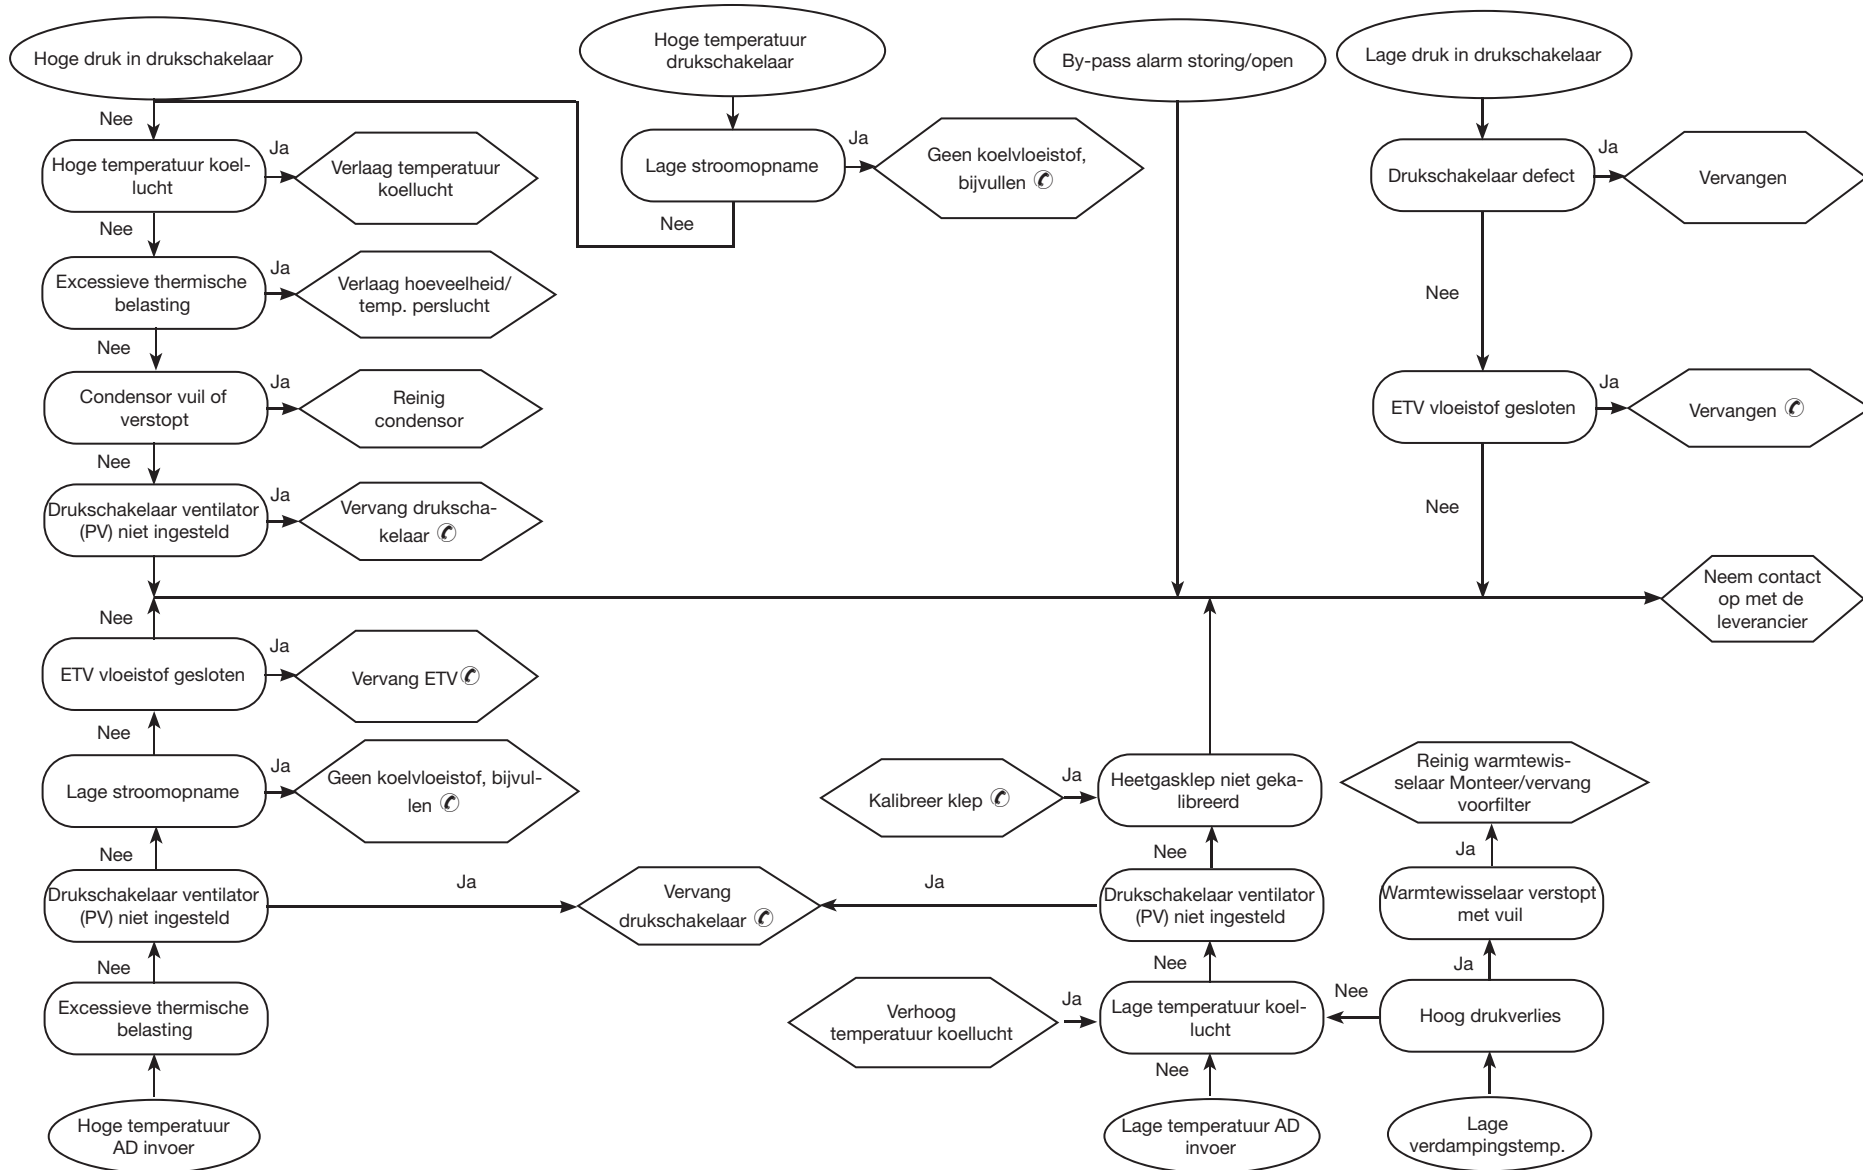 Hoge druk in drukschakelaar
Hoge temperatuur
drukschakelaar
By-pass alarm storing/open
Lage druk in drukschakelaar
Nee
Hoge temperatuur koel-
lucht
Ja
Verlaag temperatuur
koellucht
Lage stroomopname
Ja
Geen koelvloeistof,
bijvullen ✆
Nee
Drukschakelaar defect
Ja
Vervangen
Nee
Excessieve thermische
belasting
Ja
Verlaag hoeveelheid/
temp. perslucht
Nee
Nee
Condensor vuil of
verstopt
Ja
Reinig
condensor
ETV vloeistof gesloten
Ja
Vervangen ✆
Nee
Drukschakelaar ventilator
(PV) niet ingesteld
Ja
Vervang drukscha-
kelaar ✆
Nee
Neem contact
op met de
leverancier
Nee
ETV vloeistof gesloten
Ja
Vervang ETV ✆
Nee
Lage stroomopname
Ja
Geen koelvloeistof, bijvul-
len ✆
Kalibreer klep ✆
Ja
Heetgasklep niet geka-
libreerd
Reinig warmtewis-
selaar Monteer/vervang
voorfilter
Nee
Nee
Ja
Drukschakelaar ventilator
(PV) niet ingesteld
Ja
Vervang
drukschakelaar ✆
Ja
Drukschakelaar ventilator
(PV) niet ingesteld
Warmtewisselaar verstopt
met vuil
Nee
Nee
Ja
Excessieve thermische
belasting
Verhoog
temperatuur koellucht
Ja
Lage temperatuur koel-
lucht
Nee
Hoog drukverlies
Nee
Hoge temperatuur
AD invoer
Lage temperatuur AD
invoer
Lage
verdampingstemp.